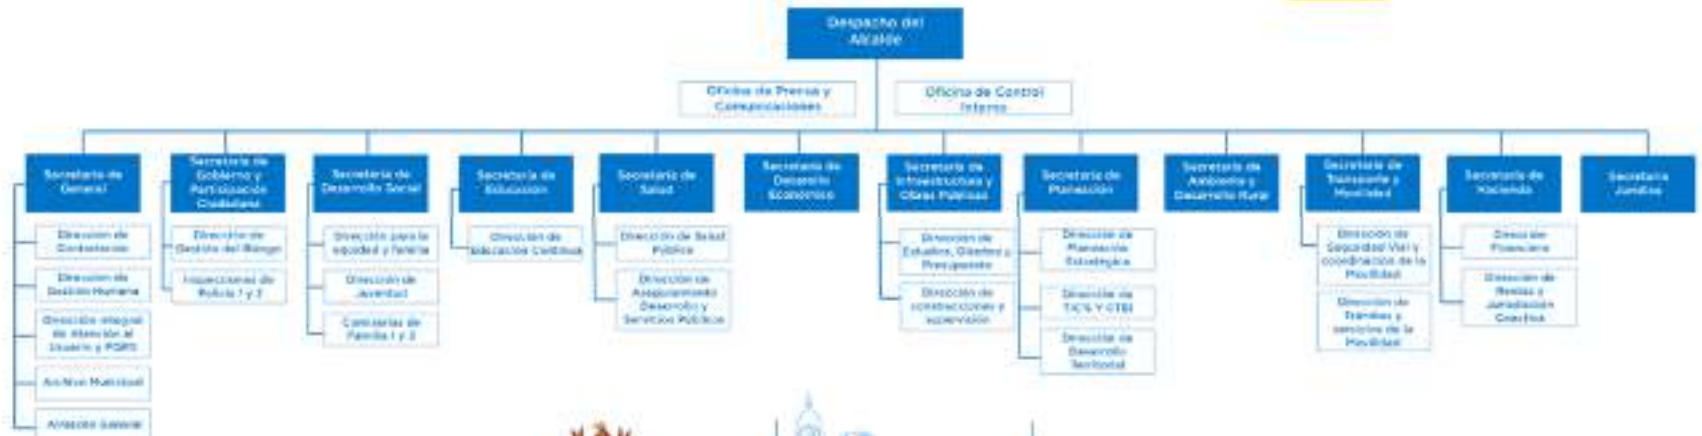 Despacho del
Alcalde
Oficina de Prensa y
Comunicaciones
Oficina de Control
Interno
Secretaría de
General
Dirección de
Contratación
Dirección de
Gestión Humana
Dirección integral
de Atención al
Usuario y PQRS
Archivo Municipal
Almacén General
Secretaría de
Gobierno y
Participación
Ciudadana
Dirección de
Gestión del Riesgo
Inspecciones de
Policía 1 y 2
Secretaría de
Desarrollo Social
Dirección para la
equidad y familia
Dirección de
Juventud
Comisarías de
Familia 1 y 2
Secretaría de
Educación
Dirección de
Educación Continua
Secretaría de
Salud
Dirección de Salud
Pública
Dirección de
Aseguramiento
Desarrollo y
Servicios Públicos
Secretaría de
Desarrollo
Económico
Secretaría de
Infraestructura y
Obras Públicas
Dirección de
Estudios, Diseños y
Presupuesto
Dirección de
construcciones y
supervisión
Secretaría de
Planeación
Dirección de
Planeación
Estratégica
Dirección de
TIC'S Y CTEI
Dirección de
Desarrollo
Territorial
Secretaría de
Ambiente y
Desarrollo Rural
Secretaría de
Transporte y
Movilidad
Dirección de
Seguridad Vial y
coordinación de la
Movilidad
Dirección de
Trámites y
servicios de la
Movilidad
Secretaría de
Hacienda
Dirección
Financiera
Dirección de
Rentas y
Jurisdicción
Coactiva
Secretaría
Jurídica